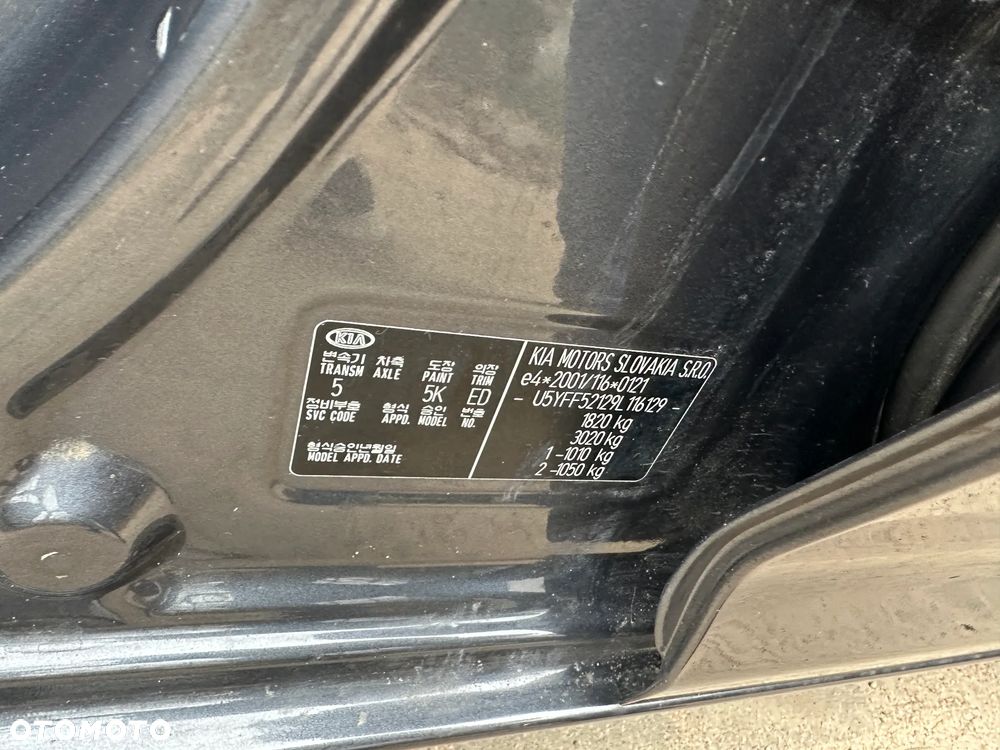 KIA
변속기 차축 도장 의장
TRANSM AXLE PAINT TRIM
5 5K ED
정비부호 형식 승인 번호
SVC CODE APPD. MODEL NO.
형식승인년월일
MODEL APPD. DATE
KIA MOTORS SLOVAKIA S.R.O.
e4*2001/116*0121
- U5YFF52129L116129 -
1820 kg
3020 kg
1 -1010 kg
2 -1050 kg
OTOMOTO